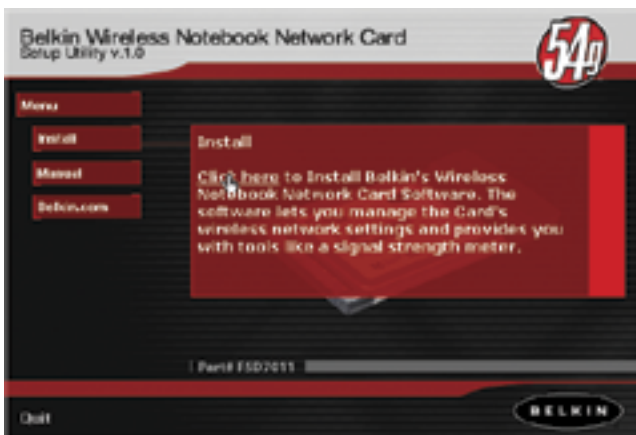 Belkin Wireless Notebook Network Card
Setup Utility v.1.0
54g
Menu
Install
Manual
Belkin.com
Install
Click here to Install Belkin's Wireless
Notebook Network Card Software. The
software lets you manage the Card's
wireless network settings and provides you
with tools like a signal strength meter.
Part# F5D7011
Quit
BELKIN